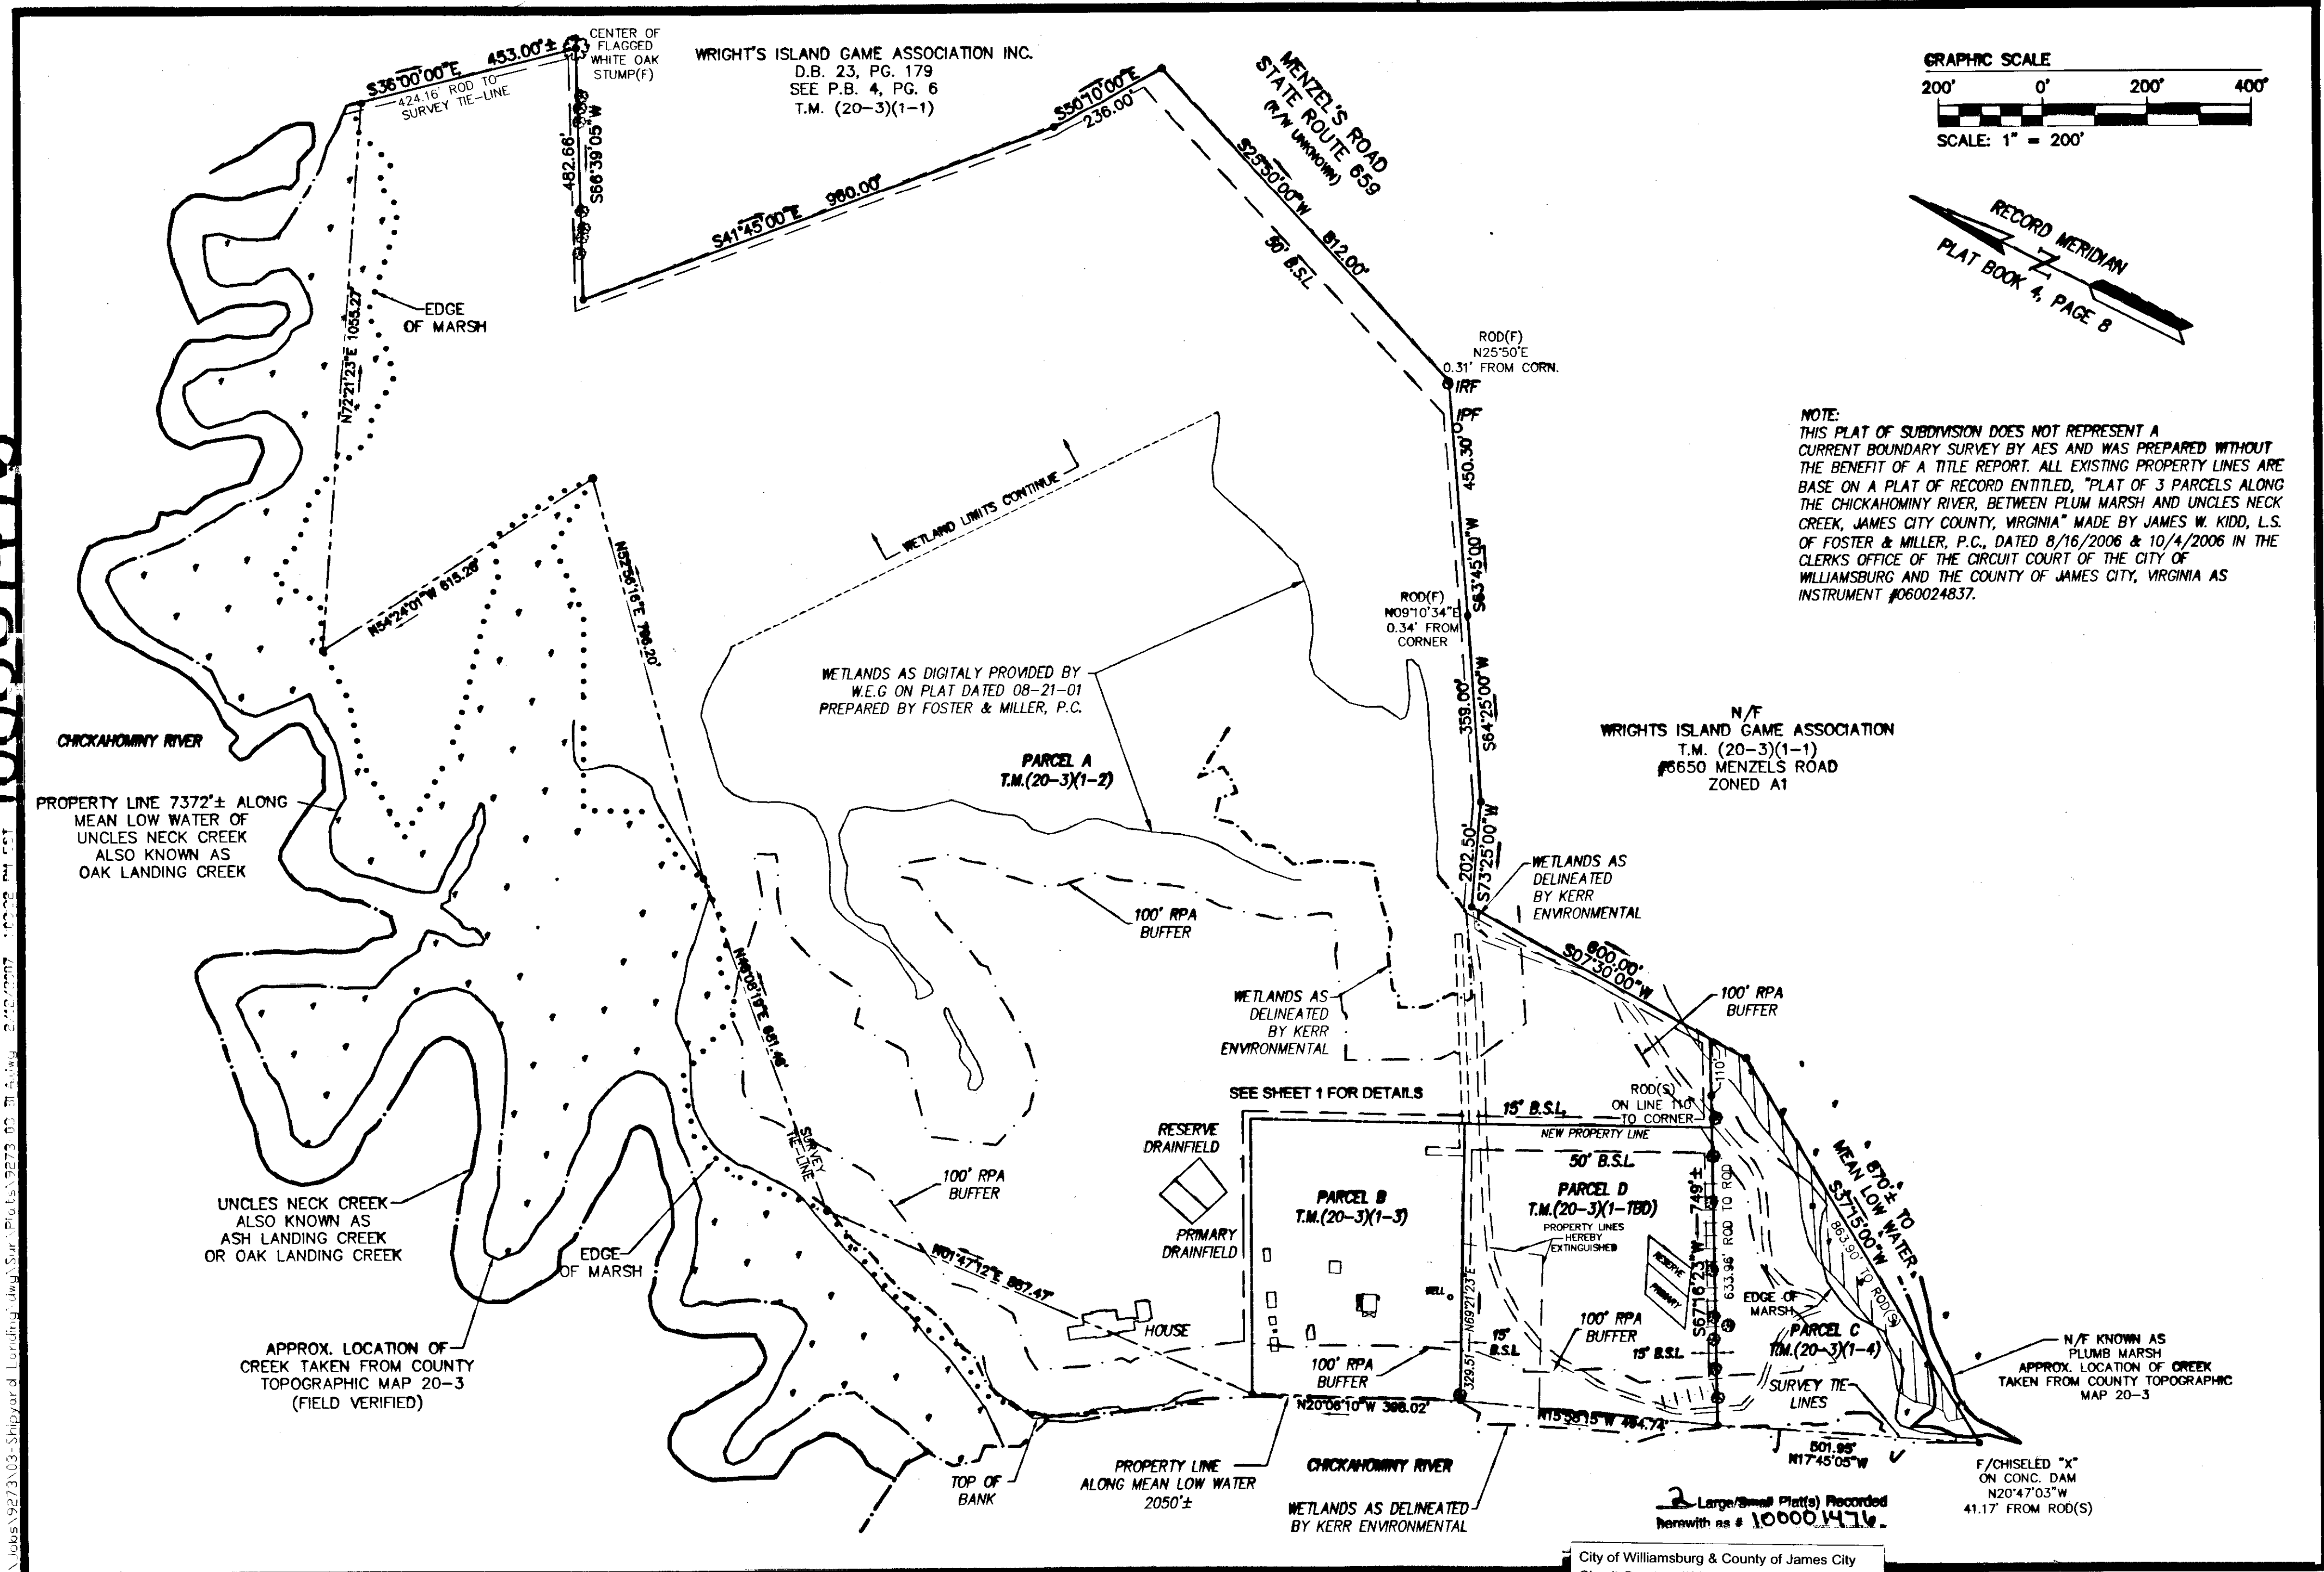 CENTER OF
FLAGGED
WHITE OAK
STUMP(F)
S36°00'00"E
453.00'±
424.16' ROD TO
SURVEY TIE-LINE
WRIGHT'S ISLAND GAME ASSOCIATION INC.
D.B. 23, PG. 179
SEE P.B. 4, PG. 6
T.M. (20-3)(1-1)
482.66'
S66°39'05"W
S41°45'00"E
960.00'
S50°10'00"E
236.00'
MENZEL'S ROAD
STATE ROUTE 659
(R/W UNKNOWN)
S25°50'00"W
812.00'
50' B.S.L
GRAPHIC SCALE
200'
0'
200'
400'
SCALE: 1" = 200'
RECORD MERIDIAN
N
PLAT BOOK 4, PAGE 8
N72°21'23"E 1055.27'
EDGE
OF MARSH
ROD(F)
N25°50'E
0.31' FROM CORN.
IRF
IPF
450.30'
S63°45'00"W
NOTE:
THIS PLAT OF SUBDIVISION DOES NOT REPRESENT A
CURRENT BOUNDARY SURVEY BY AES AND WAS PREPARED WITHOUT
THE BENEFIT OF A TITLE REPORT. ALL EXISTING PROPERTY LINES ARE
BASE ON A PLAT OF RECORD ENTITLED, "PLAT OF 3 PARCELS ALONG
THE CHICKAHOMINY RIVER, BETWEEN PLUM MARSH AND UNCLES NECK
CREEK, JAMES CITY COUNTY, VIRGINIA" MADE BY JAMES W. KIDD, L.S.
OF FOSTER & MILLER, P.C., DATED 8/16/2006 & 10/4/2006 IN THE
CLERKS OFFICE OF THE CIRCUIT COURT OF THE CITY OF
WILLIAMSBURG AND THE COUNTY OF JAMES CITY, VIRGINIA AS
INSTRUMENT #060024837.
WETLAND LIMITS CONTINUE
N54°24'01"W 615.26'
N52°56'16"E 796.20'
ROD(F)
N09°10'34"E
0.34' FROM
CORNER
359.00'
S64°25'00"W
WETLANDS AS DIGITALY PROVIDED BY
W.E.G ON PLAT DATED 08-21-01
PREPARED BY FOSTER & MILLER, P.C.
PARCEL A
T.M.(20-3)(1-2)
N/F
WRIGHTS ISLAND GAME ASSOCIATION
T.M. (20-3)(1-1)
#6650 MENZELS ROAD
ZONED A1
CHICKAHOMINY RIVER
PROPERTY LINE 7372'± ALONG
MEAN LOW WATER OF
UNCLES NECK CREEK
ALSO KNOWN AS
OAK LANDING CREEK
202.50'
S73°25'00"W
WETLANDS AS
DELINEATED
BY KERR
ENVIRONMENTAL
100' RPA
BUFFER
600.00'
S07°30'00"W
100' RPA
BUFFER
WETLANDS AS
DELINEATED
BY KERR
ENVIRONMENTAL
SEE SHEET 1 FOR DETAILS
SURVEY
TIE-LINE
RESERVE
DRAINFIELD
PRIMARY
DRAINFIELD
15' B.S.L.
NEW PROPERTY LINE
ROD(S)
ON LINE 110'
TO CORNER
110'
50' B.S.L.
PARCEL B
T.M.(20-3)(1-3)
PARCEL D
T.M.(20-3)(1-TBD)
PROPERTY LINES
HEREBY
EXTINGUISHED
100' RPA
BUFFER
RESERVE
PRIMARY
S67°16'23"W 749'±
633.96' ROD TO ROD
870'± TO
MEAN LOW WATER
S37°15'00"W
863.90' TO ROD(S)
UNCLES NECK CREEK
ALSO KNOWN AS
ASH LANDING CREEK
OR OAK LANDING CREEK
EDGE
OF MARSH
N01°47'12"E 887.47'
HOUSE
WELL
329.51'
N69°21'23"E
15'
B.S.L.
100' RPA
BUFFER
100' RPA
BUFFER
15' B.S.L.
EDGE OF
MARSH
PARCEL C
T.M.(20-3)(1-4)
SURVEY TIE-
LINES
N/F KNOWN AS
PLUMB MARSH
APPROX. LOCATION OF CREEK
TAKEN FROM COUNTY TOPOGRAPHIC
MAP 20-3
APPROX. LOCATION OF
CREEK TAKEN FROM COUNTY
TOPOGRAPHIC MAP 20-3
(FIELD VERIFIED)
N20°06'10"W 398.02'
N15°58'15"W 494.74'
501.95'
N17°45'05"W
TOP OF
BANK
PROPERTY LINE
ALONG MEAN LOW WATER
2050'±
CHICKAHOMINY RIVER
WETLANDS AS DELINEATED
BY KERR ENVIRONMENTAL
F/CHISELED "X"
ON CONC. DAM
N20°47'03"W
41.17' FROM ROD(S)
2 Large/Small Plat(s) Recorded
herewith as # 100001476
City of Williamsburg & County of James City